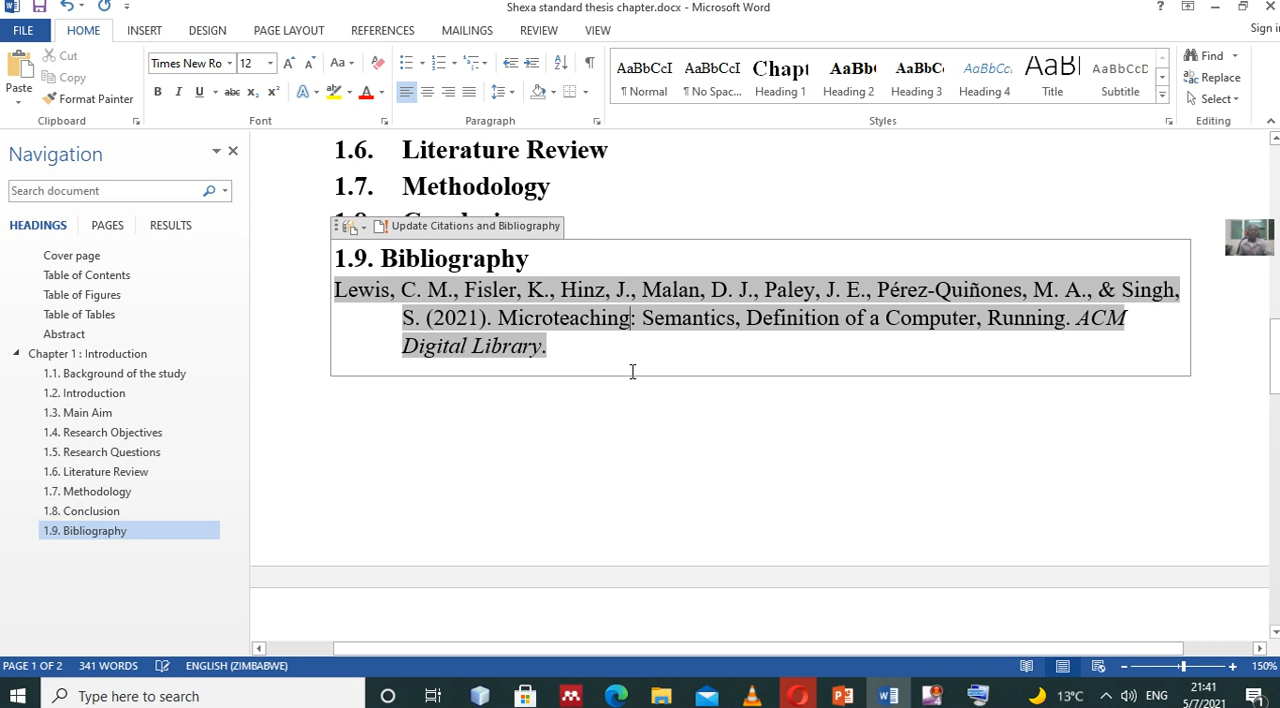 Shexa standard thesis chapter.docx - Microsoft Word
Sign i
FILE HOME INSERT DESIGN PAGE LAYOUT REFERENCES MAILINGS REVIEW VIEW
Cut
Copy
Paste
Format Painter
Clipboard
Times New Ro 12
Font
Paragraph
AaBbCcI AaBbCcI Chapt AaBb AaBbC AaBbCcI AaBl AaBbCcD
¶ Normal ¶ No Spac... Heading 1 Heading 2 Heading 3 Heading 4 Title Subtitle
Styles
Find
Replace
Select
Editing
Navigation
Search document
HEADINGS PAGES RESULTS
Cover page
Table of Contents
Table of Figures
Table of Tables
Abstract
Chapter 1 : Introduction
1.1. Background of the study
1.2. Introduction
1.3. Main Aim
1.4. Research Objectives
1.5. Research Questions
1.6. Literature Review
1.7. Methodology
1.8. Conclusion
1.9. Bibliography
1.6. Literature Review
1.7. Methodology
Update Citations and Bibliography
1.9. Bibliography
Lewis, C. M., Fisler, K., Hinz, J., Malan, D. J., Paley, J. E., Pérez-Quiñones, M. A., & Singh,
S. (2021). Microteaching: Semantics, Definition of a Computer, Running. ACM
Digital Library.
PAGE 1 OF 2 341 WORDS ENGLISH (ZIMBABWE) 150%
Type here to search
13°C ENG
21:41
5/7/2021